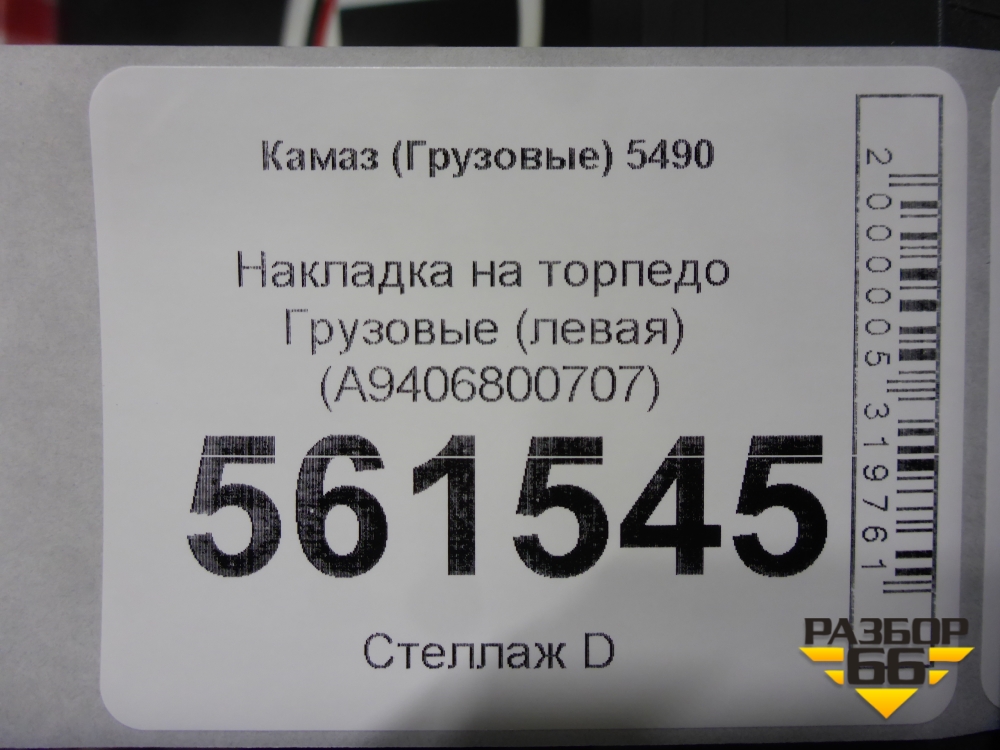 Камаз (Грузовые) 5490
Накладка на торпедо
Грузовые (левая)
(A9406800707)
561545
Стеллаж D
2000005319761
РАЗБОР
66